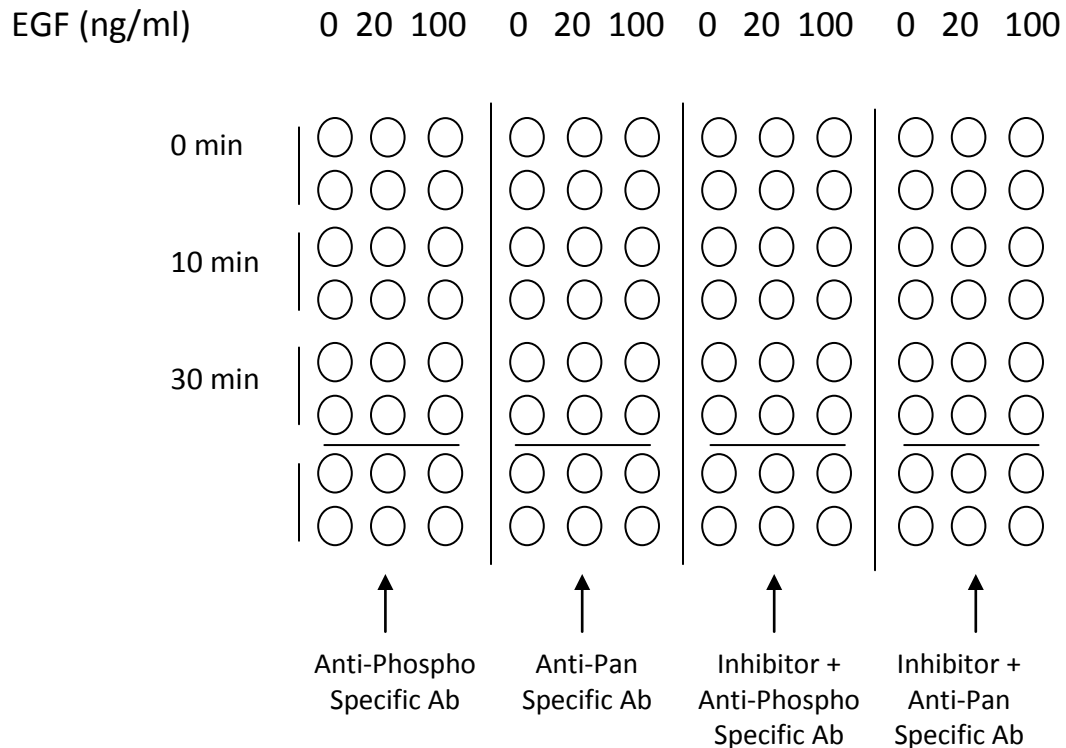 EGF (ng/ml) 0 20 100 0 20 100 0 20 100 0 20 100
0 min
10 min
30 min
Anti-Phospho
Specific Ab
Anti-Pan
Specific Ab
Inhibitor +
Anti-Phospho
Specific Ab
Inhibitor +
Anti-Pan
Specific Ab